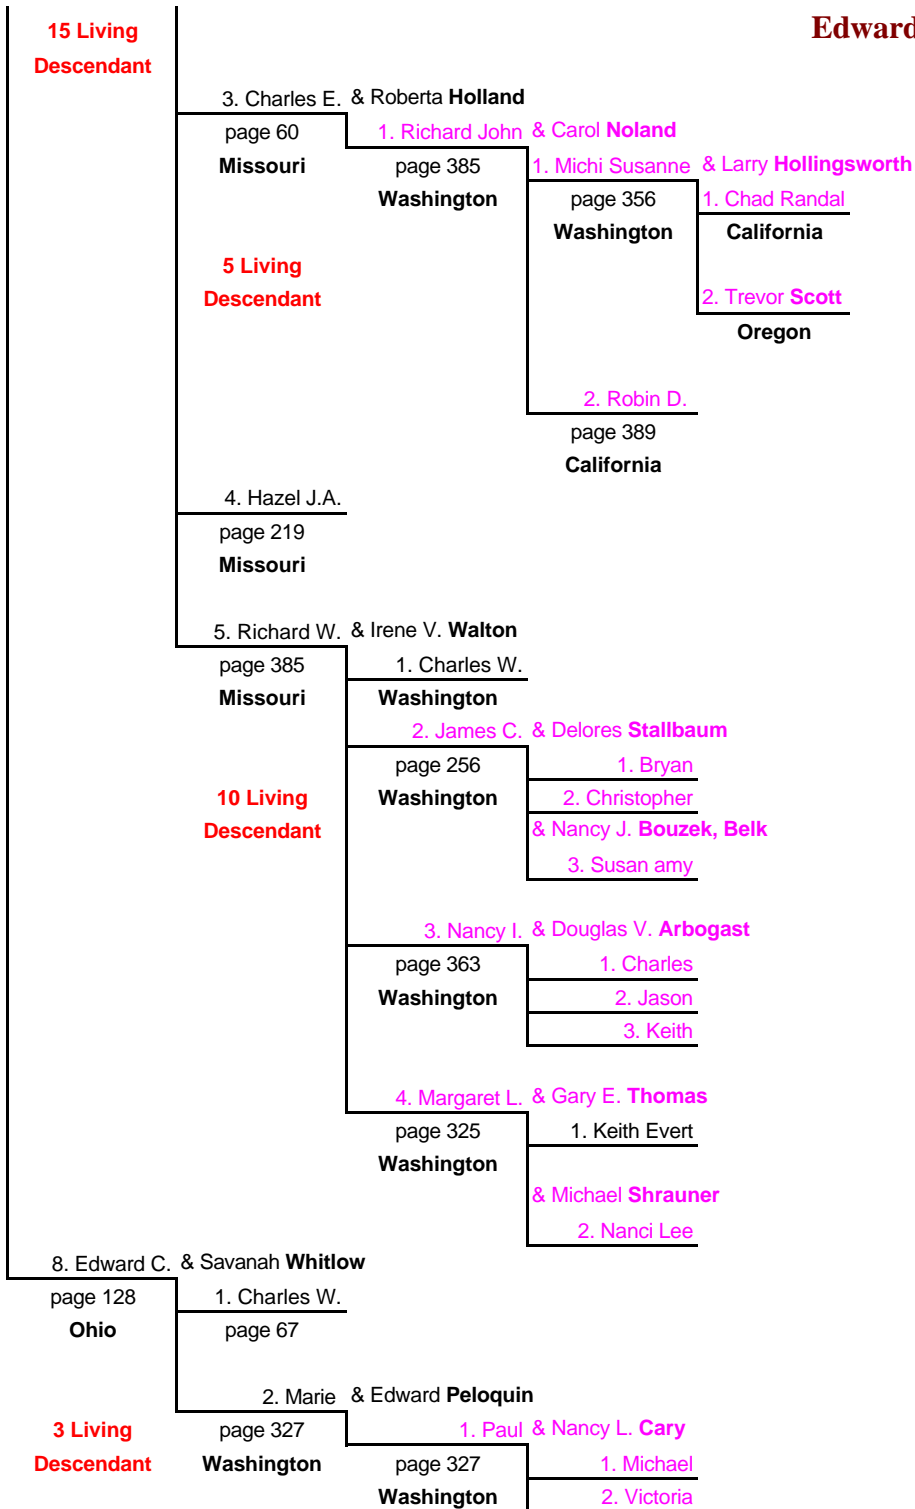 15 Living
Descendant
Edward
3. Charles E. & Roberta Holland
page 60 1. Richard John & Carol Noland
Missouri page 385 1. Michi Susanne & Larry Hollingsworth
Washington page 356 1. Chad Randal
Washington California
5 Living
Descendant 2. Trevor Scott
Oregon
2. Robin D.
page 389
California
4. Hazel J.A.
page 219
Missouri
5. Richard W. & Irene V. Walton
page 385 1. Charles W.
Missouri Washington
2. James C. & Delores Stallbaum
page 256 1. Bryan
10 Living Washington 2. Christopher
Descendant & Nancy J. Bouzek, Belk
3. Susan amy
3. Nancy I. & Douglas V. Arbogast
page 363 1. Charles
Washington 2. Jason
3. Keith
4. Margaret L. & Gary E. Thomas
page 325 1. Keith Evert
Washington
& Michael Shrauner
2. Nanci Lee
8. Edward C. & Savanah Whitlow
page 128 1. Charles W.
Ohio page 67
2. Marie & Edward Peloquin
3 Living page 327 1. Paul & Nancy L. Cary
Descendant Washington page 327 1. Michael
Washington 2. Victoria